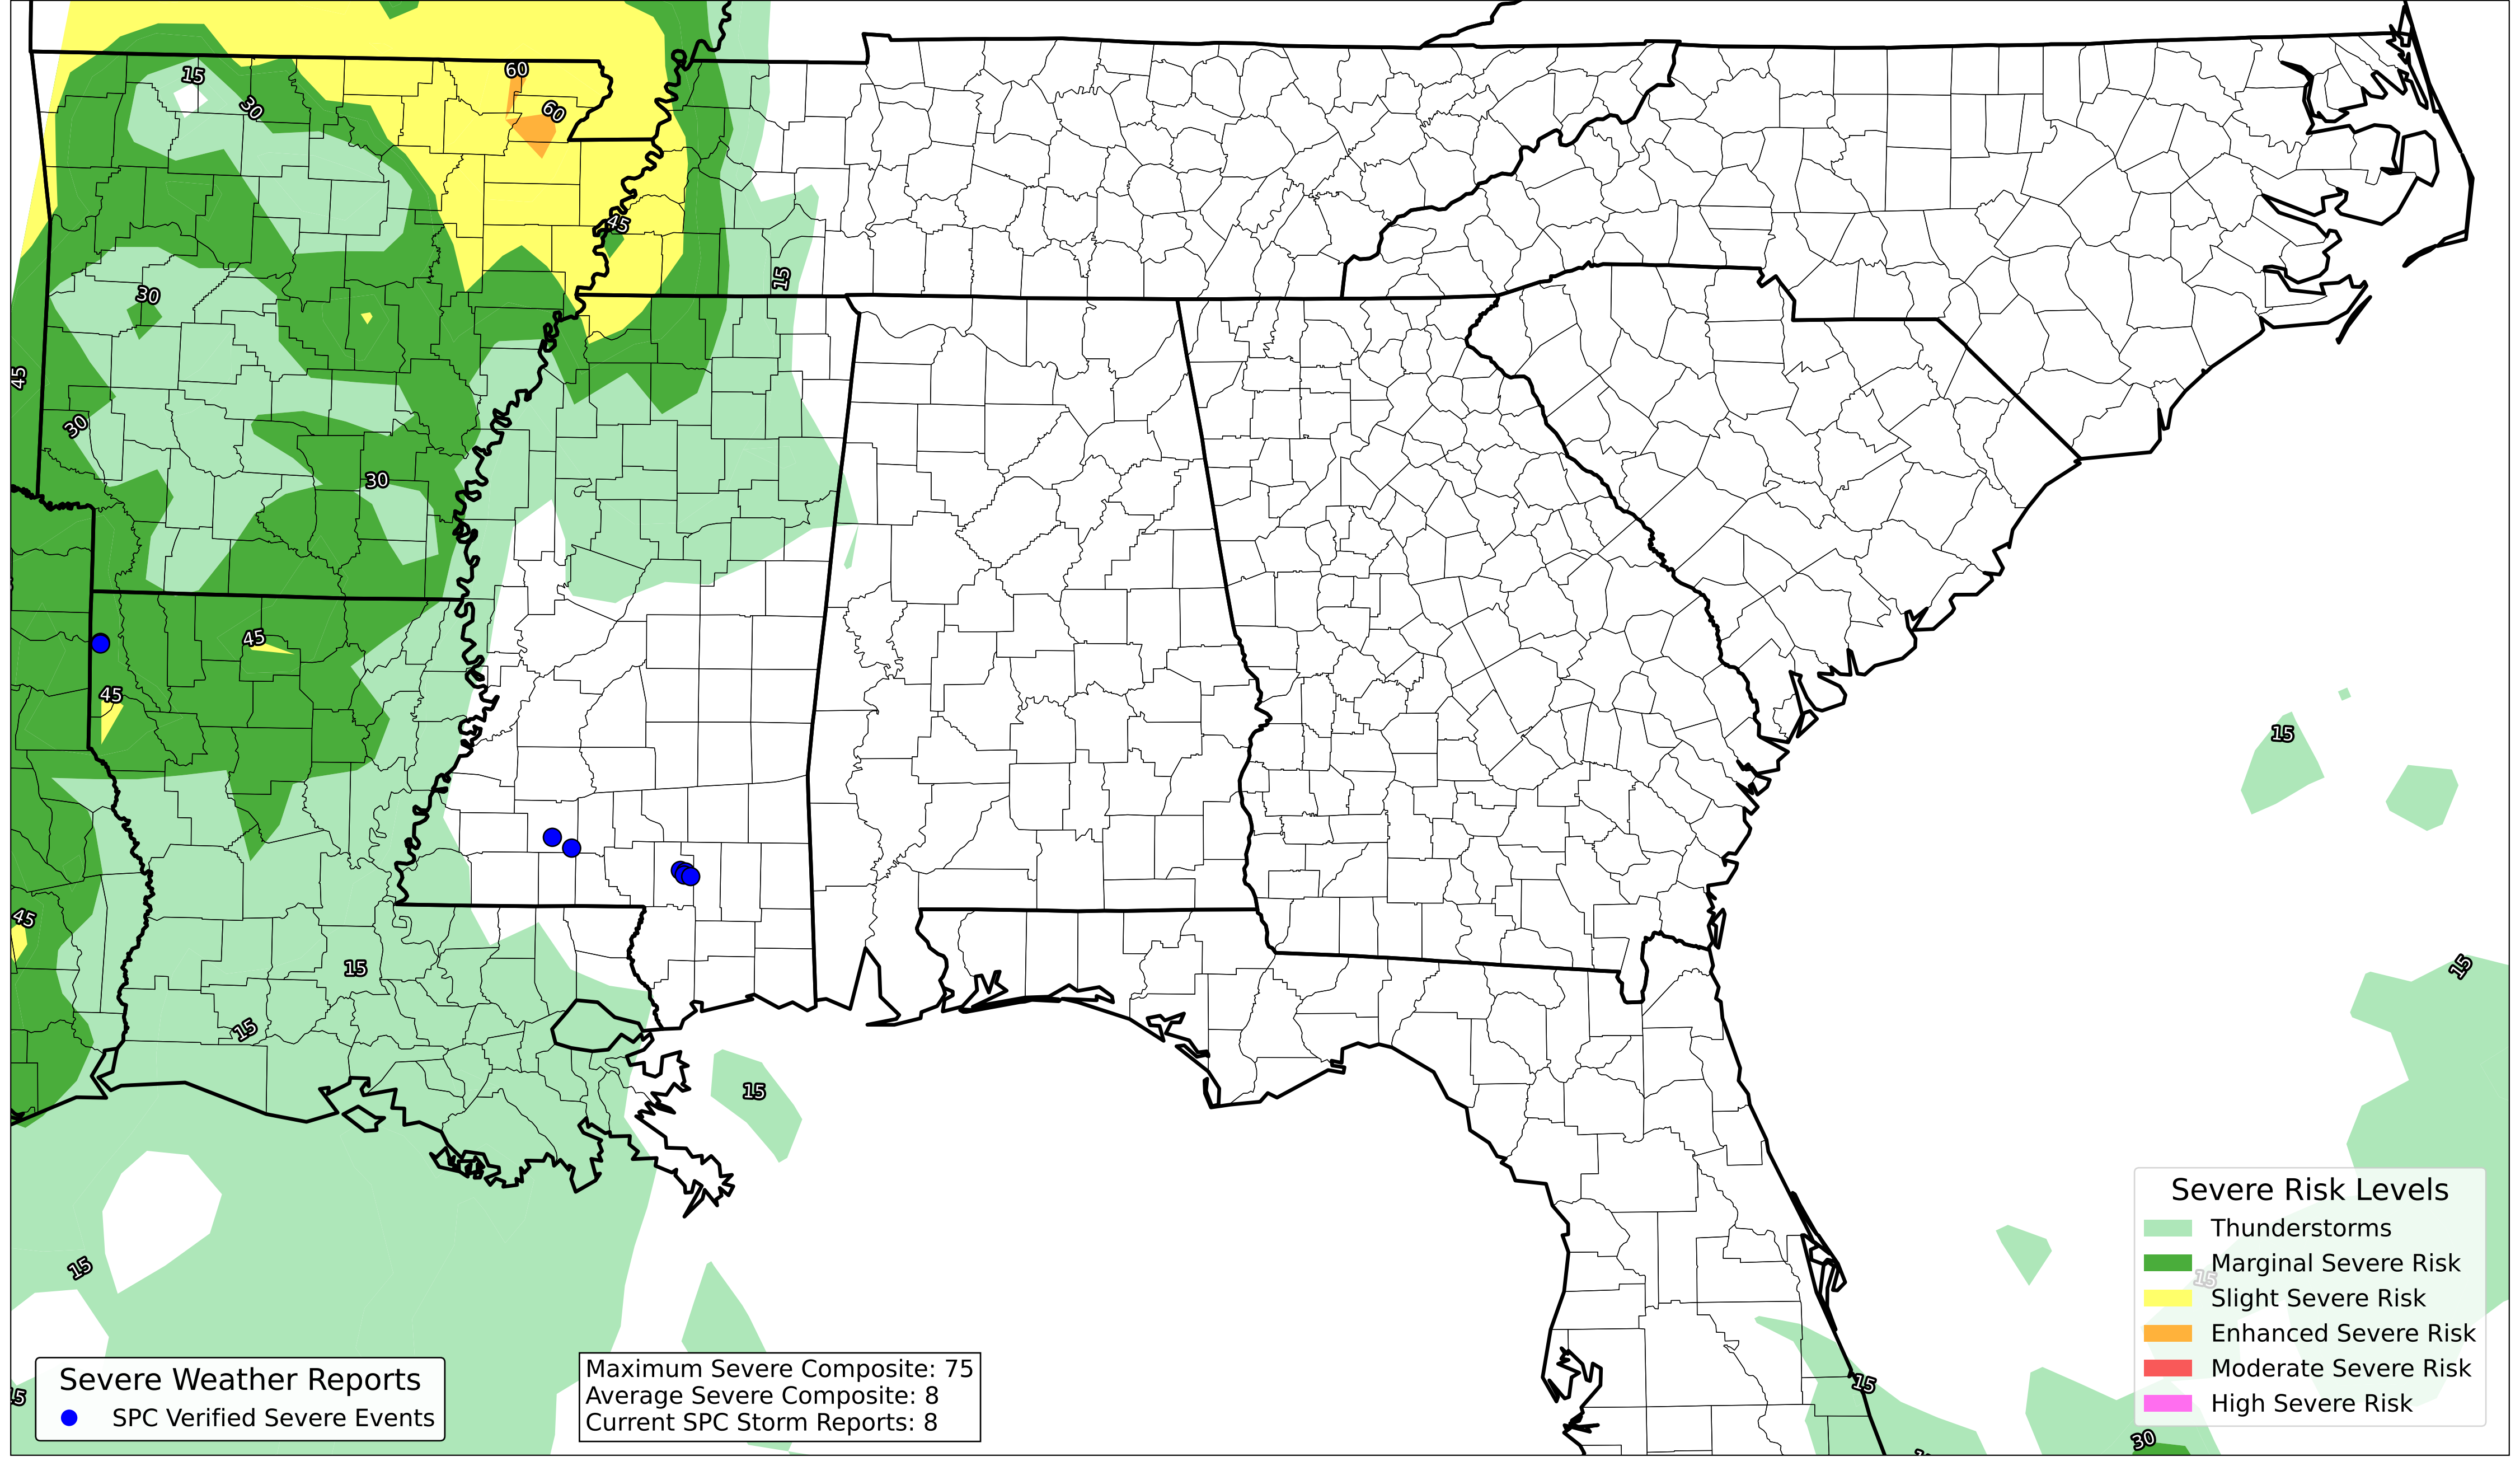 15
60
30
60
45
15
30
45
30
30
45
45
15
45
15
15
15
15
15
15
15
30
Severe Risk Levels
Thunderstorms
Marginal Severe Risk
Slight Severe Risk
Enhanced Severe Risk
Moderate Severe Risk
High Severe Risk
Severe Weather Reports
SPC Verified Severe Events
Maximum Severe Composite: 75
Average Severe Composite: 8
Current SPC Storm Reports: 8